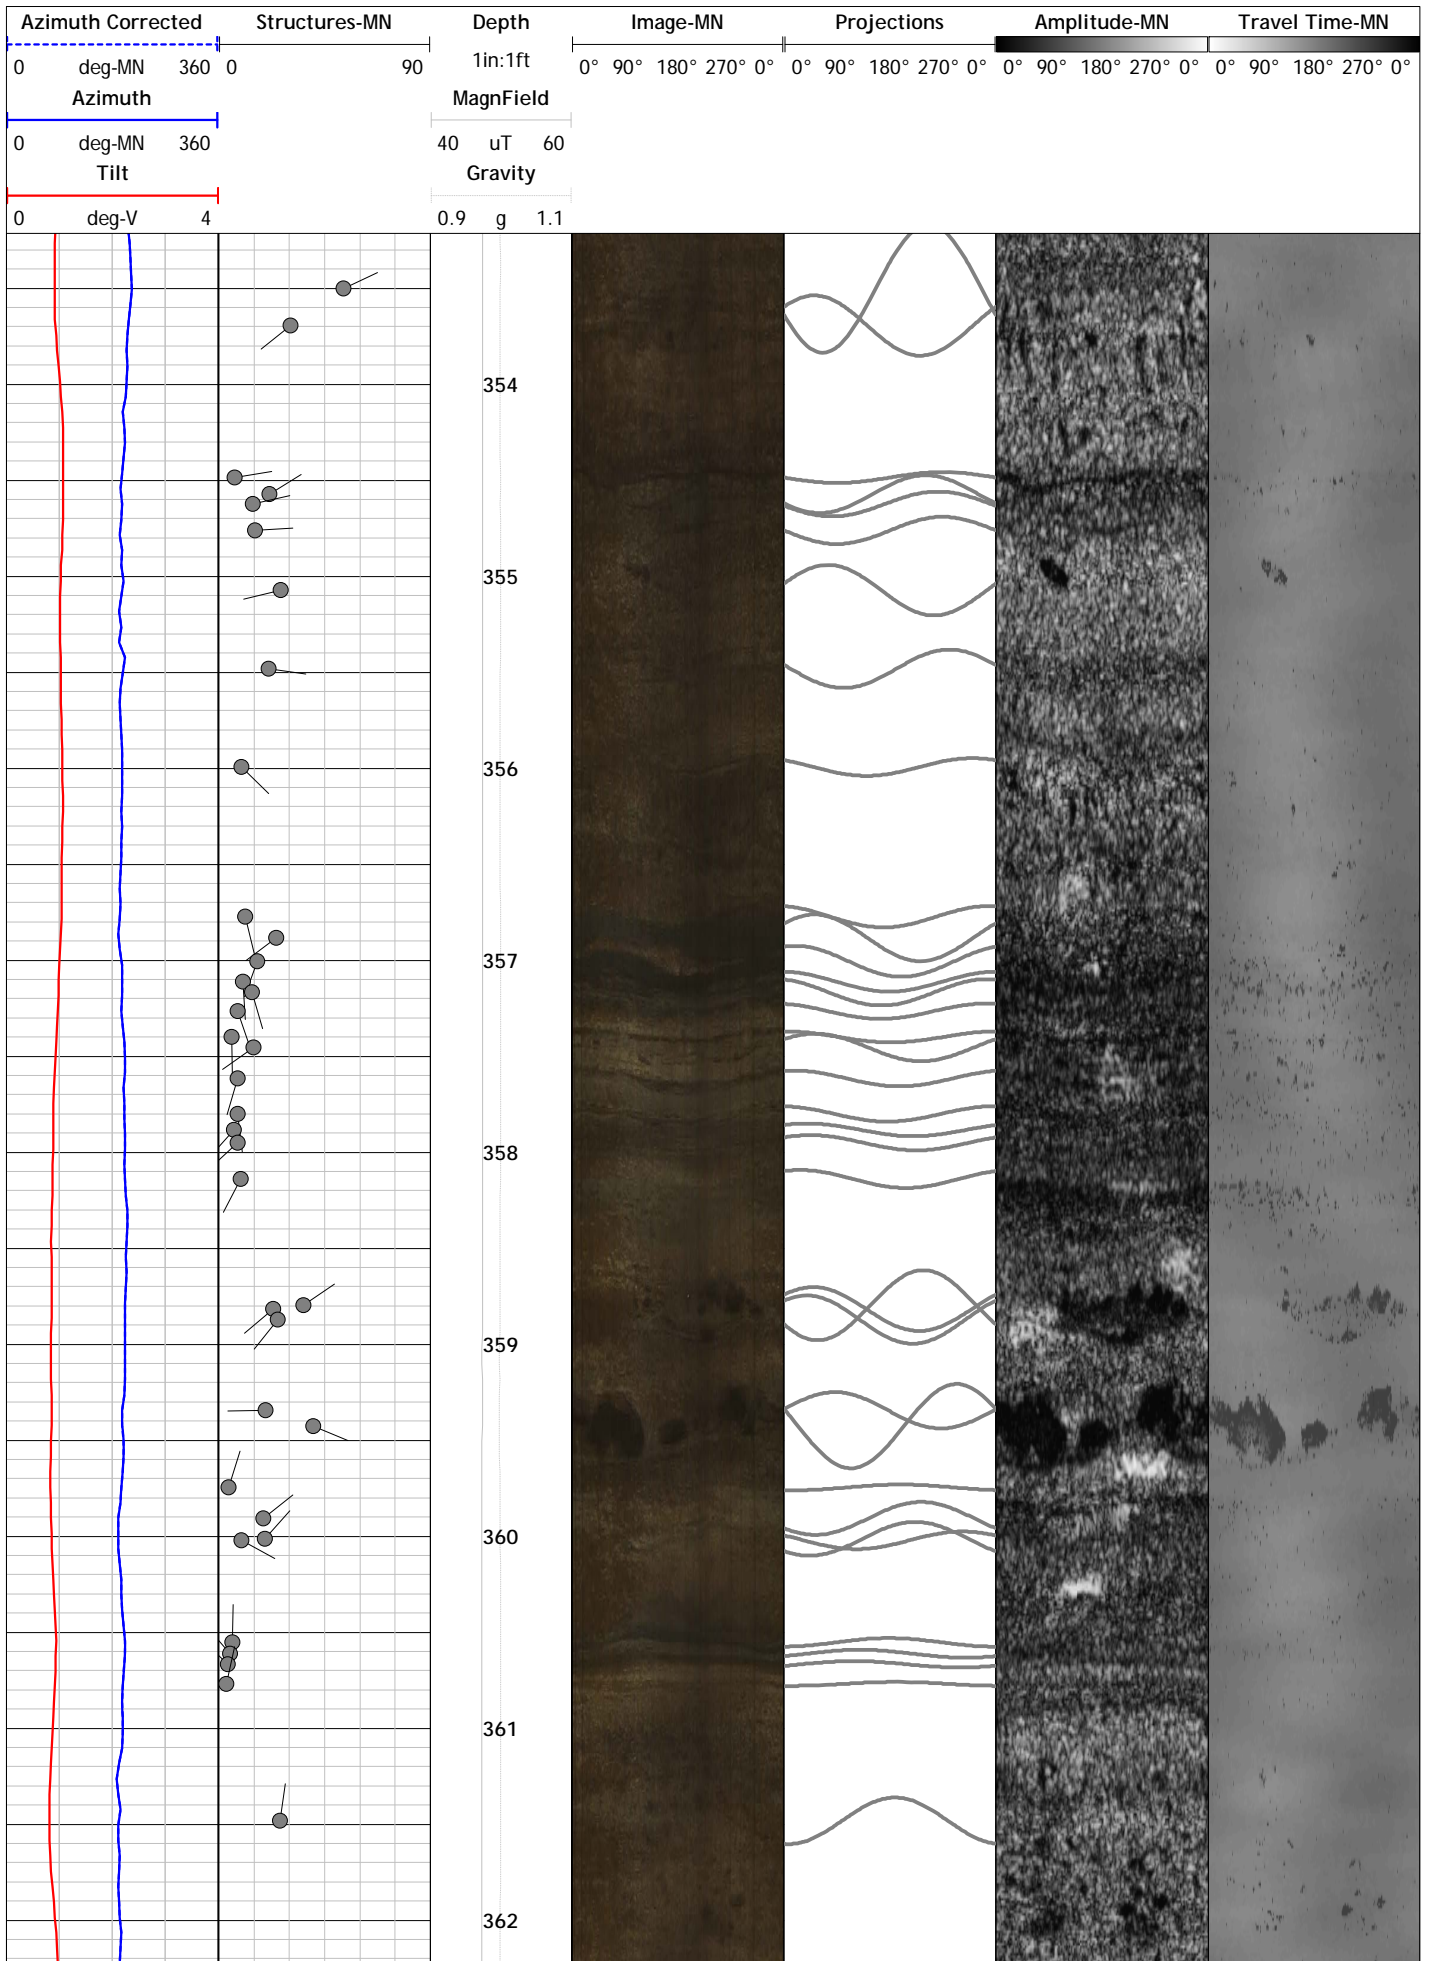 Azimuth Corrected Structures-MN Depth Image-MN Projections Amplitude-MN Travel Time-MN
0 deg-MN 360 0 90 1in:1ft 0° 90° 180° 270° 0° 0° 90° 180° 270° 0° 0° 90° 180° 270° 0° 0° 90° 180° 270° 0°
Azimuth MagnField
0 deg-MN 360 40 uT 60
Tilt Gravity
0 deg-V 4 0.9 g 1.1
354
355
356
357
358
359
360
361
362